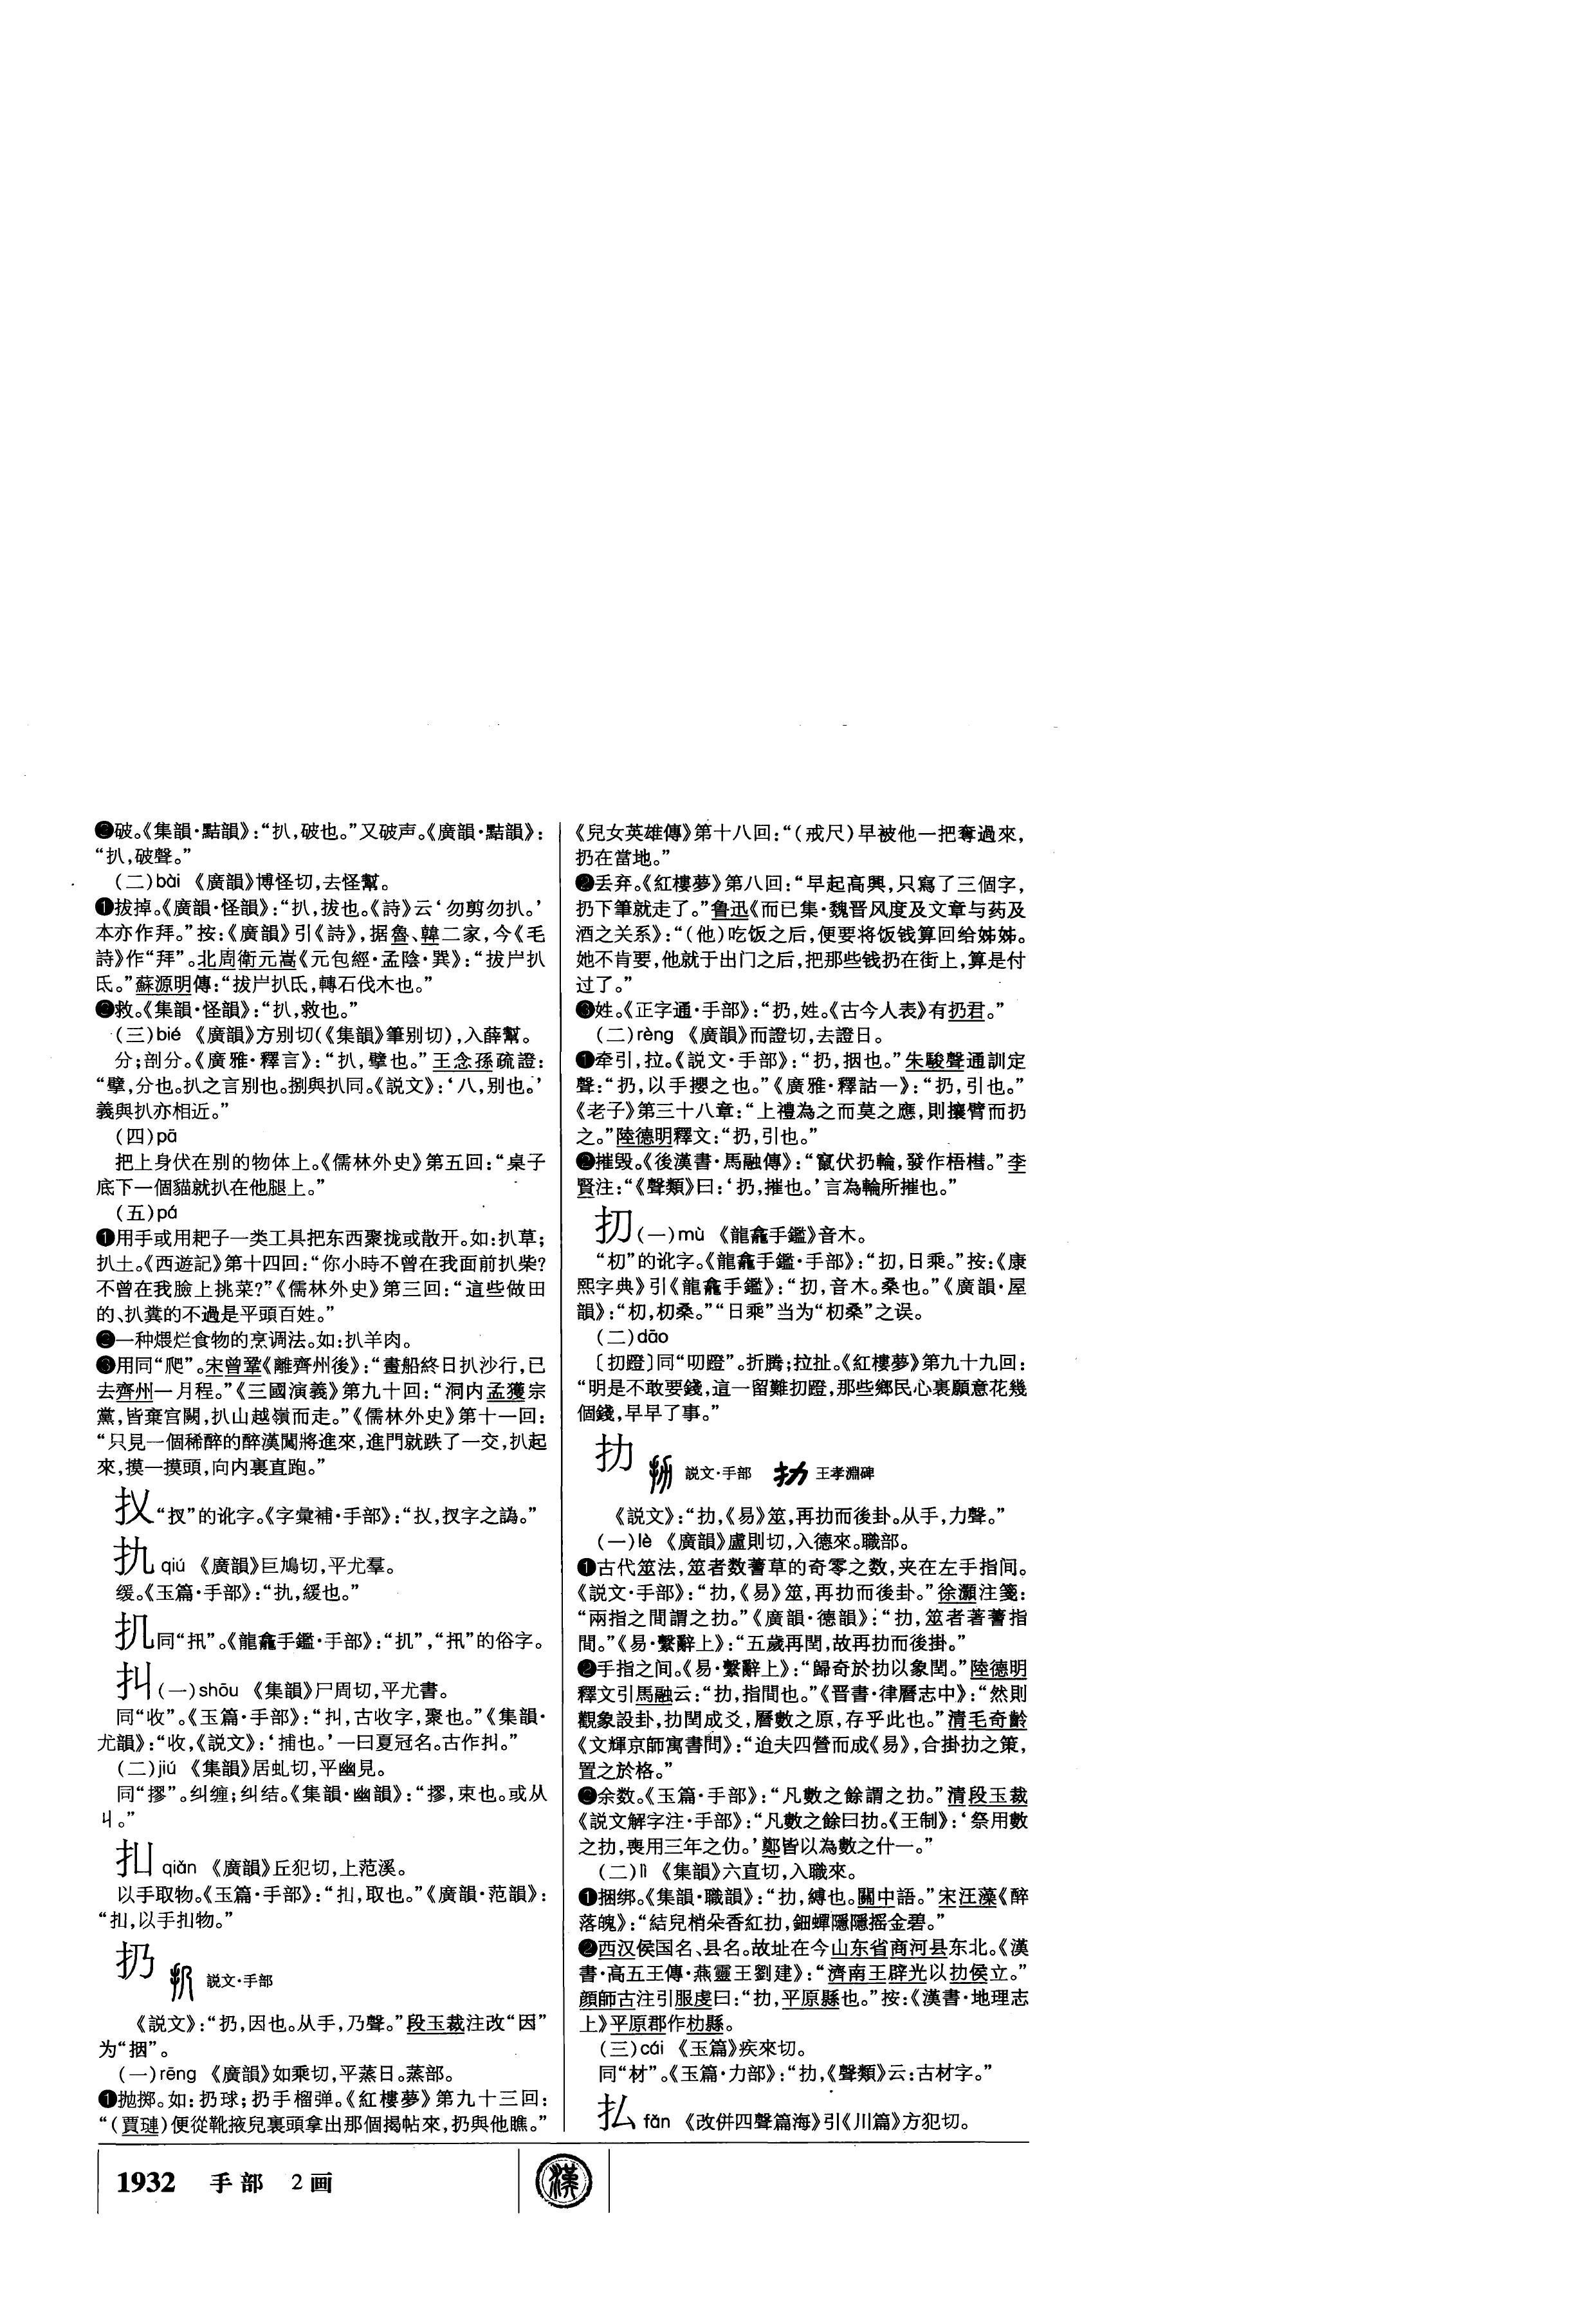 ❷破。《集韻·黠韻》：“扒，破也。”又破声。《廣韻·黠韻》：
“扒，破聲。”
（二）bài 《廣韻》博怪切，去怪幫。
❶拔掉。《廣韻·怪韻》：“扒，拔也。《詩》云‘勿剪勿扒。’
本亦作拜。”按：《廣韻》引《詩》，据魯、韓二家，今《毛
詩》作“拜”。北周衛元嵩《元包經·孟陰·巽》：“拔屵扒
氏。”蘇源明傳：“拔屵扒氐，轉石伐木也。”
❷救。《集韻·怪韻》：“扒，救也。”
（三）bié 《廣韻》方别切（《集韻》筆别切），入薛幫。
分；剖分。《廣雅·釋言》：“扒，擘也。”王念孫疏證：
“擘，分也。扒之言别也。捌與扒同。《説文》：‘八，别也。’
義與扒亦相近。”
（四）pā
把上身伏在别的物体上。《儒林外史》第五回：“桌子
底下一個貓就扒在他腿上。”
（五）pá
❶用手或用耙子一类工具把东西聚拢或散开。如：扒草；
扒土。《西遊記》第十四回：“你小時不曾在我面前扒柴？
不曾在我臉上挑菜？”《儒林外史》第三回：“這些做田
的、扒糞的不過是平頭百姓。”
❷一种煨烂食物的烹调法。如：扒羊肉。
❸用同“爬”。宋曾鞏《離齊州後》：“畫船終日扒沙行，已
去齊州一月程。”《三國演義》第九十回：“洞内孟獲宗
黨，皆棄宫闕，扒山越嶺而走。”《儒林外史》第十一回：
“只見一個稀醉的醉漢闖將進來，進門就跌了一交，扒起
來，摸一摸頭，向内裏直跑。”
扠“扠”的讹字。《字彙補·手部》：“
扏 qiú 《廣韻》巨鳩切，平尤羣。
缓。《玉篇·手部》：“扏，緩也。”
扟同“扟”。《龍龕手鑑·手部》：“的俗字。
抖（一）shōu 《集韻》尸周切，平尤書。
同“收”。《玉篇·手部》：“古收字，聚也。”《集韻·
尤韻》：“收，《説文》：‘捕也。’一曰夏冠名。古作
（二）jiú 《集韻》居虬切，平幽見。
同“摎”。纠缠；纠结。《集韻·幽韻》：“摎，束也。或从
丩。”
扣 qiǎn 《廣韻》丘犯切，上范溪。
以手取物。《玉篇·手部》：“取也。”《廣韻·范韻》：
“以手物。”
扔 説文·手部
《説文》：“扔，因也。从手，乃聲。”段玉裁注改“因”
为“捆”。
（一）rēng 《廣韻》如乘切，平蒸日。蒸部。
❶抛掷。如：扔球；扔手榴弹。《紅樓夢》第九十三回：
“（賈璉）便從靴掖兒裏頭拿出那個揭帖來，扔與他瞧。”
《兒女英雄傳》第十八回：“（戒尺）早被他一把奪過來，
扔在當地。”
❷丢弃。《紅樓夢》第八回：“早起高興，只寫了三個字，
扔下筆就走了。”鲁迅《而已集·魏晋风度及文章与药及
酒之关系》：“（他）吃饭之后，便要将饭钱算回给姊姊。
她不肯要，他就于出门之后，把那些钱扔在街上，算是付
过了。”
❸姓。《正字通·手部》：“扔，姓。《古今人表》有扔君。”
（二）rèng 《廣韻》而證切，去證日。
❶牵引，拉。《説文·手部》：“扔，捆也。”朱駿聲通訓定
聲：“扔，以手攖之也。”《廣雅·釋詁一》：“扔，引也。”
《老子》第三十八章：“上禮為之而莫之應，則攘臂而扔
之。”陸德明釋文：“扔，引也。”
❷摧毁。《後漢書·馬融傳》：“竄伏扔輪，發作梧轊。”李
賢注：“《聲類》曰：‘扔，摧也。’言為輪所摧也。”
扨（一）mù 《龍龕手鑑》音木。
“朷”的讹字。《龍龕手鑑·手部》：“扨，日乘。”按：《康
熙字典》引《龍龕手鑑》：“扨，音木。桑也。”《廣韻·屋
韻》：“朷，朷桑。”“日乘”当为“朷桑”之误。
（二）dāo
〔扨蹬〕同“叨蹬”。折腾；拉扯。《紅樓夢》第九十九回：
“明是不敢要錢，這一留難扨蹬，那些鄉民心裏願意花幾
個錢，早早了事。”
扐 説文·手部 扐 王孝淵碑
《説文》：“扐，《易》筮，再扐而後卦。从手，力聲。”
（一）lè 《廣韻》盧則切，入德來。職部。
❶古代筮法，筮者数蓍草的奇零之数，夹在左手指间。
《説文·手部》：“扐，《易》筮，再扐而後卦。”徐灝注箋：
“兩指之間謂之扐。”《廣韻·德韻》：“扐，筮者著蓍指
間。”《易·繫辭上》：“五歲再閏，故再扐而後掛。”
❷手指之间。《易·繫辭上》：“歸奇於扐以象閏。”陸德明
釋文引馬融云：“扐，指間也。”《晋書·律曆志中》：“然則
觀象設卦，扐閏成爻，曆數之原，存乎此也。”清毛奇齡
《文輝京師寓書問》：“迨夫四營而成《易》，合掛扐之策，
置之於格。”
❸余数。《玉篇·手部》：“凡數之餘謂之扐。”清段玉裁
《説文解字注·手部》：“凡數之餘曰扐。《王制》：‘祭用數
之扐，喪用三年之仂。’鄭皆以為數之什一。”
（二）lì 《集韻》六直切，入職來。
❶捆绑。《集韻·職韻》：“扐，縛也。關中語。”宋汪藻《醉
落魄》：“結兒梢朵香紅扐，鈿蟬隱隱摇金碧。”
❷西汉侯国名、县名。故址在今山东省商河县东北。《漢
書·高五王傳·燕靈王劉建》：“濟南王辟光以扐侯立。”
顔師古注引服虔曰：“扐，平原縣也。”按：《漢書·地理志
上》平原郡作朸縣。
（三）cái 《玉篇》疾來切。
同“材”。《玉篇·力部》：“扐，《聲類》云：古材字。”
払 fǎn 《改併四聲篇海》引《川篇》方犯切。
1932 手部 2画
漢